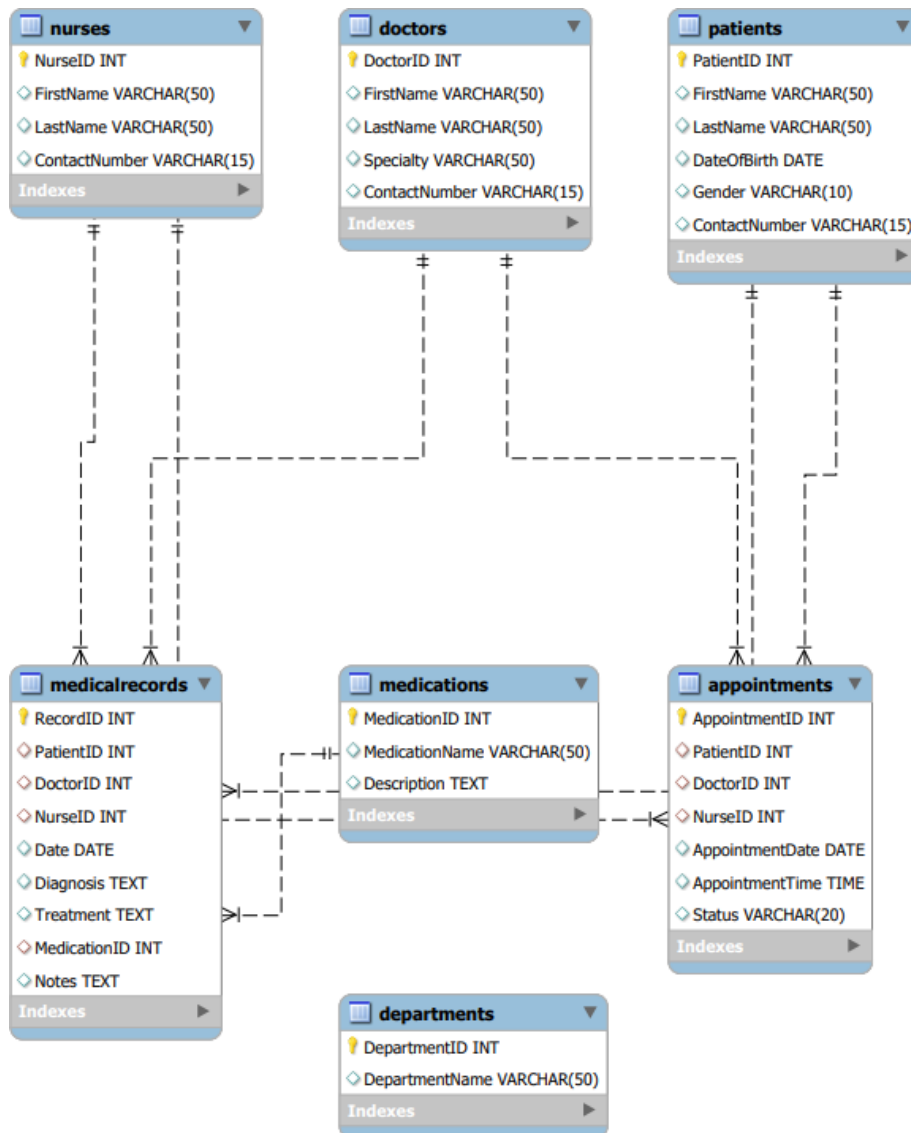 nurses
NurseID INT
FirstName VARCHAR(50)
LastName VARCHAR(50)
ContactNumber VARCHAR(15)
Indexes
doctors
DoctorID INT
FirstName VARCHAR(50)
LastName VARCHAR(50)
Specialty VARCHAR(50)
ContactNumber VARCHAR(15)
Indexes
patients
PatientID INT
FirstName VARCHAR(50)
LastName VARCHAR(50)
DateOfBirth DATE
Gender VARCHAR(10)
ContactNumber VARCHAR(15)
Indexes
medicalrecords
RecordID INT
PatientID INT
DoctorID INT
NurseID INT
Date DATE
Diagnosis TEXT
Treatment TEXT
MedicationID INT
Notes TEXT
Indexes
medications
MedicationID INT
MedicationName VARCHAR(50)
Description TEXT
Indexes
appointments
AppointmentID INT
PatientID INT
DoctorID INT
NurseID INT
AppointmentDate DATE
AppointmentTime TIME
Status VARCHAR(20)
Indexes
departments
DepartmentID INT
DepartmentName VARCHAR(50)
Indexes